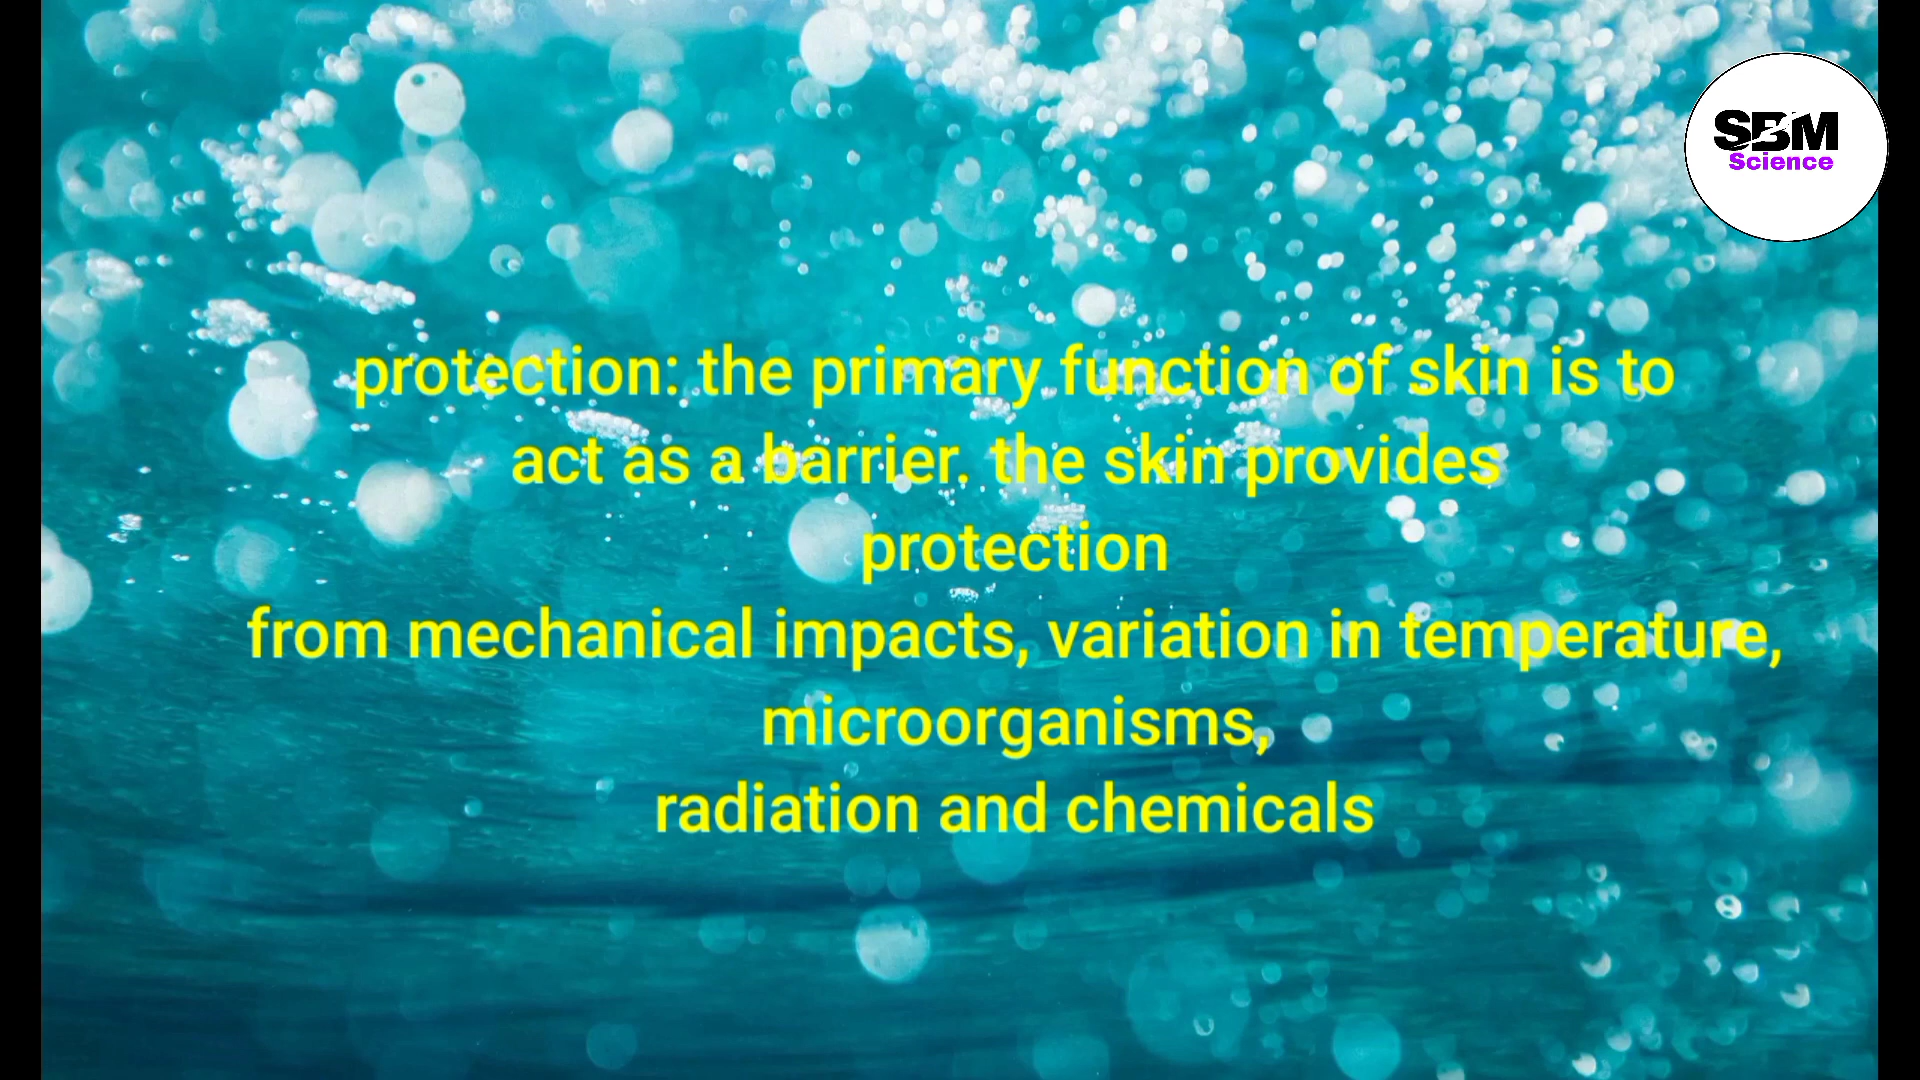 SBM
Science
protection: the primary function of skin is to
act as a barrier. the skin provides
protection
from mechanical impacts, variation in temperature,
microorganisms,
radiation and chemicals